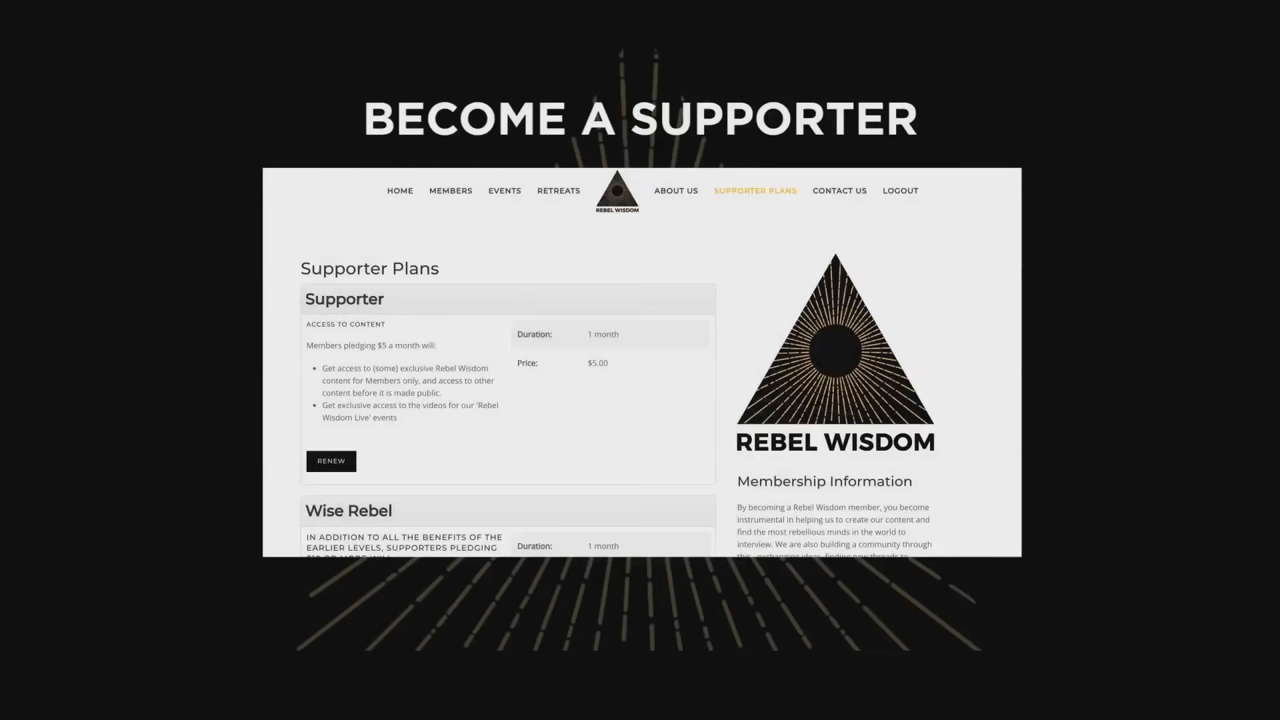 BECOME A SUPPORTER
HOME MEMBERS EVENTS RETREATS REBEL WISDOM ABOUT US SUPPORTER PLANS CONTACT US LOGOUT
Supporter Plans
Supporter
ACCESS TO CONTENT
Members pledging $5 a month will:
Get access to (some) exclusive Rebel Wisdom
content for Members only, and access to other
content before it is made public.
Get exclusive access to the videos for our 'Rebel
Wisdom Live' events
Duration: 1 month
Price: $5.00
RENEW
Wise Rebel
IN ADDITION TO ALL THE BENEFITS OF THE
EARLIER LEVELS, SUPPORTERS PLEDGING
Duration: 1 month
REBEL WISDOM
Membership Information
By becoming a Rebel Wisdom member, you become
instrumental in helping us to create our content and
find the most rebellious minds in the world to
interview. We are also building a community through